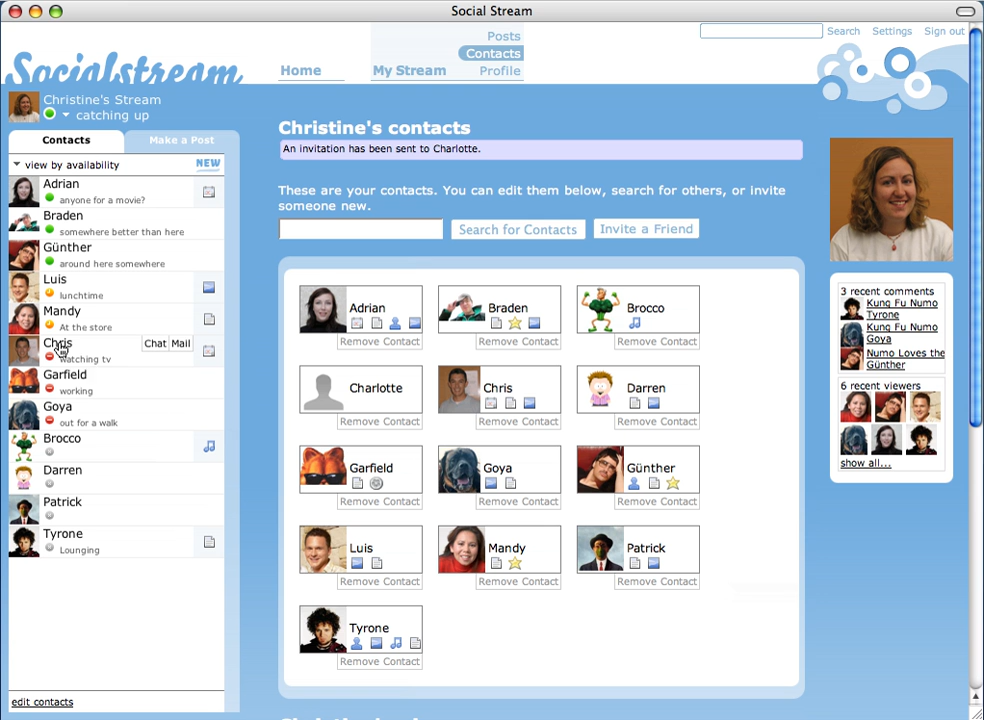 Social Stream
Search Settings Sign out
Socialstream
Home
My Stream
Posts
Contacts
Profile
Christine's Stream
catching up
Contacts
Make a Post
view by availability
NEW
Adrian
anyone for a movie?
Braden
somewhere better than here
Günther
around here somewhere
Luis
lunchtime
Mandy
At the store
Chris
Chat Mail
watching tv
Garfield
working
Goya
out for a walk
Brocco
Darren
Patrick
Tyrone
Lounging
edit contacts
Christine's contacts
An invitation has been sent to Charlotte.
These are your contacts. You can edit them below, search for others, or invite
someone new.
Search for Contacts
Invite a Friend
Adrian
Remove Contact
Braden
Remove Contact
Brocco
Remove Contact
Charlotte
Remove Contact
Chris
Remove Contact
Darren
Remove Contact
Garfield
Remove Contact
Goya
Remove Contact
Günther
Remove Contact
Luis
Remove Contact
Mandy
Remove Contact
Patrick
Remove Contact
Tyrone
Remove Contact
3 recent comments
Kung Fu Numo
Tyrone
Kung Fu Numo
Goya
Numo Loves the
Günther
6 recent viewers
show all...